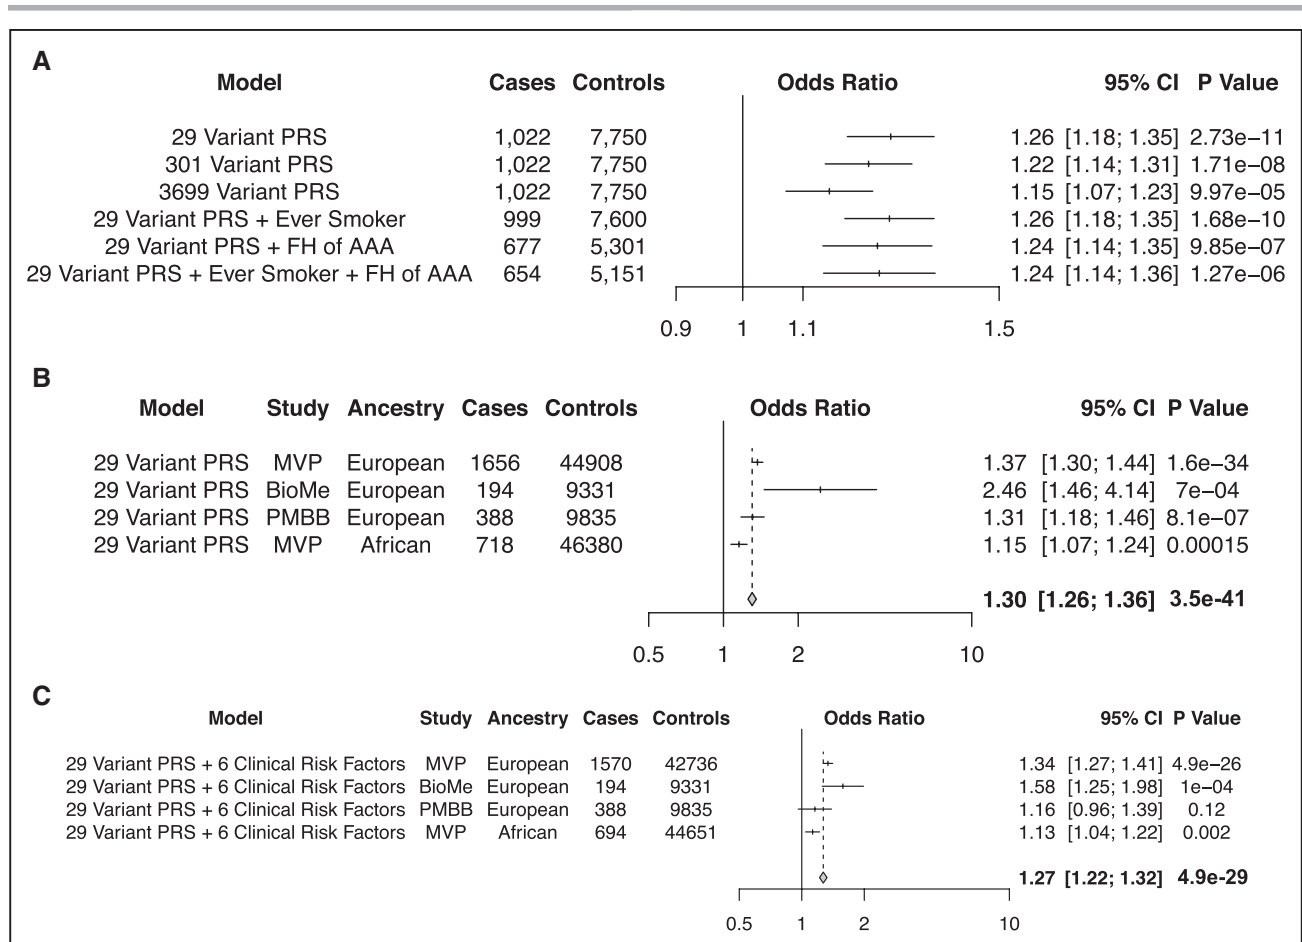 A
Model Cases Controls Odds Ratio 95% CI P Value
29 Variant PRS 1,022 7,750 1.26 [1.18; 1.35] 2.73e−11
301 Variant PRS 1,022 7,750 1.22 [1.14; 1.31] 1.71e−08
3699 Variant PRS 1,022 7,750 1.15 [1.07; 1.23] 9.97e−05
29 Variant PRS + Ever Smoker 999 7,600 1.26 [1.18; 1.35] 1.68e−10
29 Variant PRS + FH of AAA 677 5,301 1.24 [1.14; 1.35] 9.85e−07
29 Variant PRS + Ever Smoker + FH of AAA 654 5,151 1.24 [1.14; 1.36] 1.27e−06
0.9 1 1.1 1.5
B
Model Study Ancestry Cases Controls Odds Ratio 95% CI P Value
29 Variant PRS MVP European 1656 44908 1.37 [1.30; 1.44] 1.6e−34
29 Variant PRS BioMe European 194 9331 2.46 [1.46; 4.14] 7e−04
29 Variant PRS PMBB European 388 9835 1.31 [1.18; 1.46] 8.1e−07
29 Variant PRS MVP African 718 46380 1.15 [1.07; 1.24] 0.00015
1.30 [1.26; 1.36] 3.5e-41
0.5 1 2 10
C
Model Study Ancestry Cases Controls Odds Ratio 95% CI P Value
29 Variant PRS + 6 Clinical Risk Factors MVP European 1570 42736 1.34 [1.27; 1.41] 4.9e−26
29 Variant PRS + 6 Clinical Risk Factors BioMe European 194 9331 1.58 [1.25; 1.98] 1e−04
29 Variant PRS + 6 Clinical Risk Factors PMBB European 388 9835 1.16 [0.96; 1.39] 0.12
29 Variant PRS + 6 Clinical Risk Factors MVP African 694 44651 1.13 [1.04; 1.22] 0.002
1.27 [1.22; 1.32] 4.9e-29
0.5 1 2 10